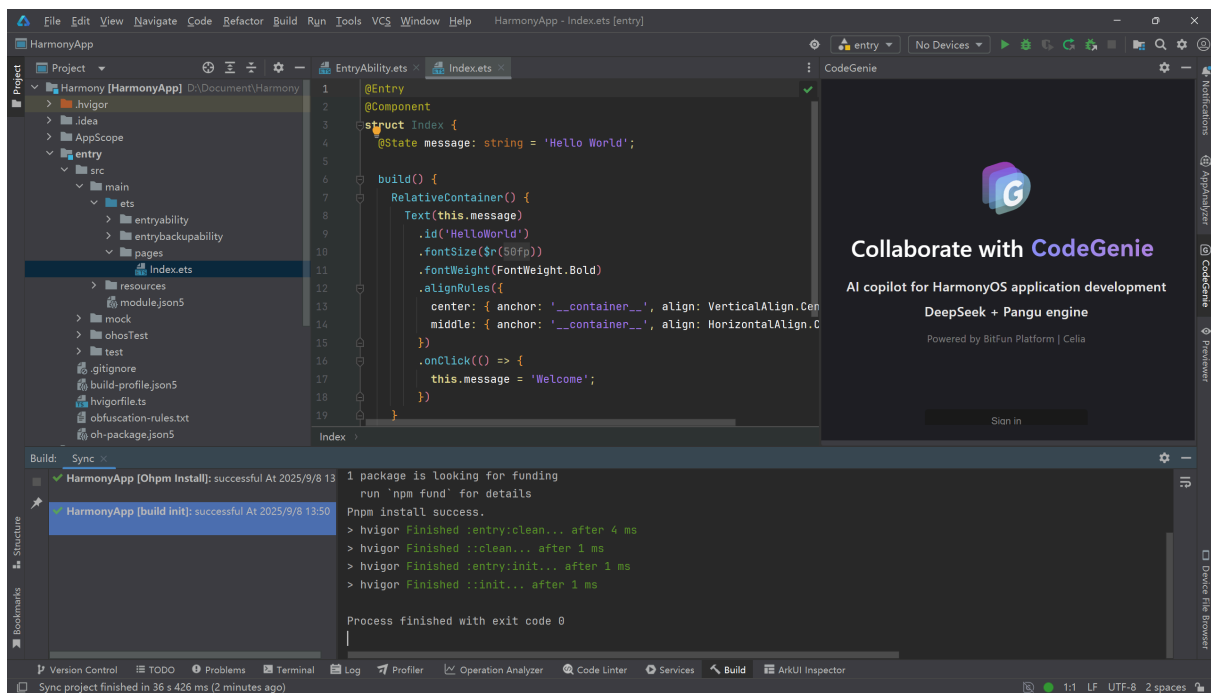 File Edit View Navigate Code Refactor Build Run Tools VCS Window Help HarmonyApp - Index.ets [entry]
HarmonyApp
entry
No Devices
Project
Project
Harmony [HarmonyApp] D:\Document\Harmony
.hvigor
.idea
AppScope
entry
src
main
ets
entryability
entrybackupability
pages
Index.ets
resources
module.json5
mock
ohosTest
test
.gitignore
build-profile.json5
hvigorfile.ts
obfuscation-rules.txt
oh-package.json5
EntryAbility.ets
Index.ets
1 @Entry
2 @Component
3 struct Index {
4 @State message: string = 'Hello World';
5
6 build() {
7 RelativeContainer() {
8 Text(this.message)
9 .id('HelloWorld')
10 .fontSize($r(50fp))
11 .fontWeight(FontWeight.Bold)
12 .alignRules({
13 center: { anchor: '__container__', align: VerticalAlign.Cen
14 middle: { anchor: '__container__', align: HorizontalAlign.C
15 })
16 .onClick(() => {
17 this.message = 'Welcome';
18 })
19 }
Index
CodeGenie
G
Collaborate with CodeGenie
AI copilot for HarmonyOS application development
DeepSeek + Pangu engine
Powered by BitFun Platform | Celia
Sign in
Notifications
AppAnalyzer
CodeGenie
Previewer
Device File Browser
Build: Sync
HarmonyApp [Ohpm Install]: successful At 2025/9/8 13
HarmonyApp [build init]: successful At 2025/9/8 13:50
1 package is looking for funding
run `npm fund` for details
Pnpm install success.
> hvigor Finished :entry:clean... after 4 ms
> hvigor Finished ::clean... after 1 ms
> hvigor Finished :entry:init... after 1 ms
> hvigor Finished ::init... after 1 ms
Process finished with exit code 0
Structure
Bookmarks
Version Control TODO Problems Terminal Log Profiler Operation Analyzer Code Linter Services Build ArkUI Inspector
Sync project finished in 36 s 426 ms (2 minutes ago)
1:1 LF UTF-8 2 spaces